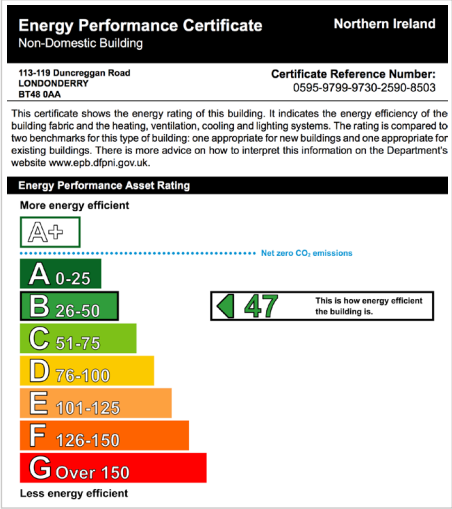 Energy Performance Certificate
Northern Ireland
Non-Domestic Building
113-119 Duncreggan Road
LONDONDERRY
BT48 0AA
Certificate Reference Number:
0595-9799-9730-2590-8503
This certificate shows the energy rating of this building. It indicates the energy efficiency of the
building fabric and the heating, ventilation, cooling and lighting systems. The rating is compared to
two benchmarks for this type of building: one appropriate for new buildings and one appropriate for
existing buildings. There is more advice on how to interpret this information on the Department's
website www.epb.dfpni.gov.uk.
Energy Performance Asset Rating
More energy efficient
A+
Net zero CO₂ emissions
A 0-25
B 26-50
47
This is how energy efficient
the building is.
C 51-75
D 76-100
E 101-125
F 126-150
G Over 150
Less energy efficient